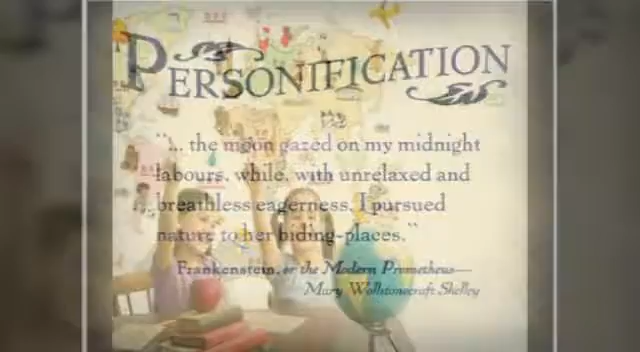 PERSONIFICATION
"... the moon gazed on my midnight
labours, while, with unrelaxed and
breathless eagerness, I pursued
nature to her hiding-places."
Frankenstein, or the Modern Prometheus—
Mary Wollstonecraft Shelley